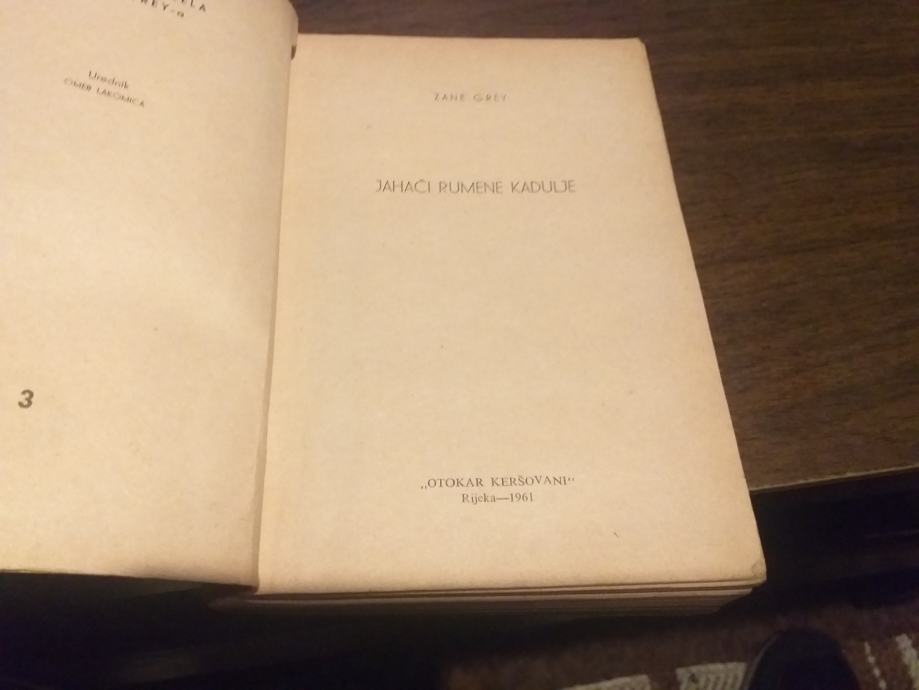 Urednik
OMER LAKOMICA
3
ZANE GREY
JAHAČI RUMENE KADULJE
„OTOKAR KERŠOVANI“
Rijeka—1961